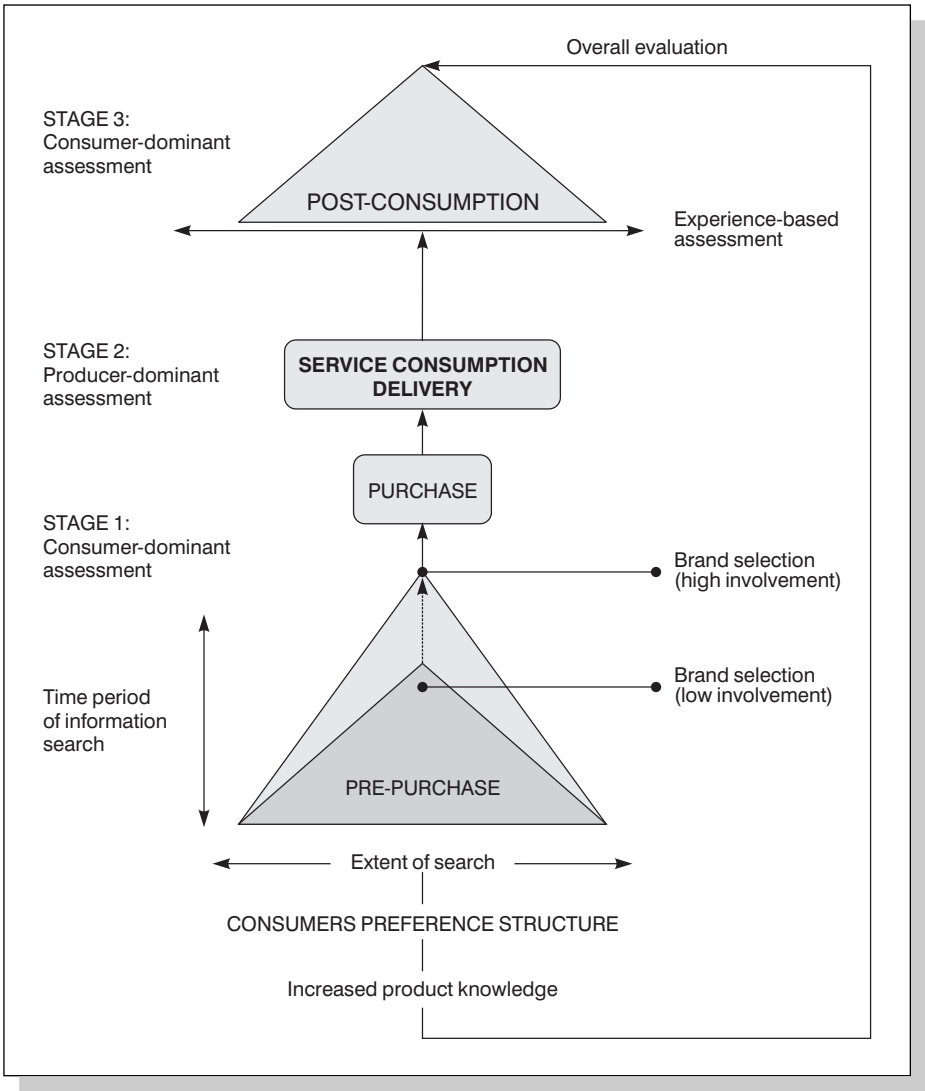 Overall evaluation
STAGE 3:
Consumer-dominant
assessment
POST-CONSUMPTION
Experience-based
assessment
STAGE 2:
Producer-dominant
assessment
SERVICE CONSUMPTION
DELIVERY
PURCHASE
STAGE 1:
Consumer-dominant
assessment
Brand selection
(high involvement)
Brand selection
(low involvement)
Time period
of information
search
PRE-PURCHASE
Extent of search
CONSUMERS PREFERENCE STRUCTURE
Increased product knowledge